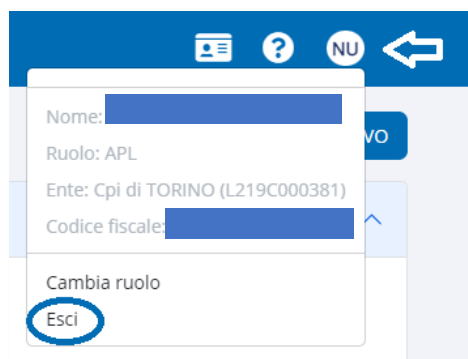 NU
Nome:
VO
Ruolo: APL
Ente: Cpi di TORINO (L219C000381)
Codice fiscale:
Cambia ruolo
Esci